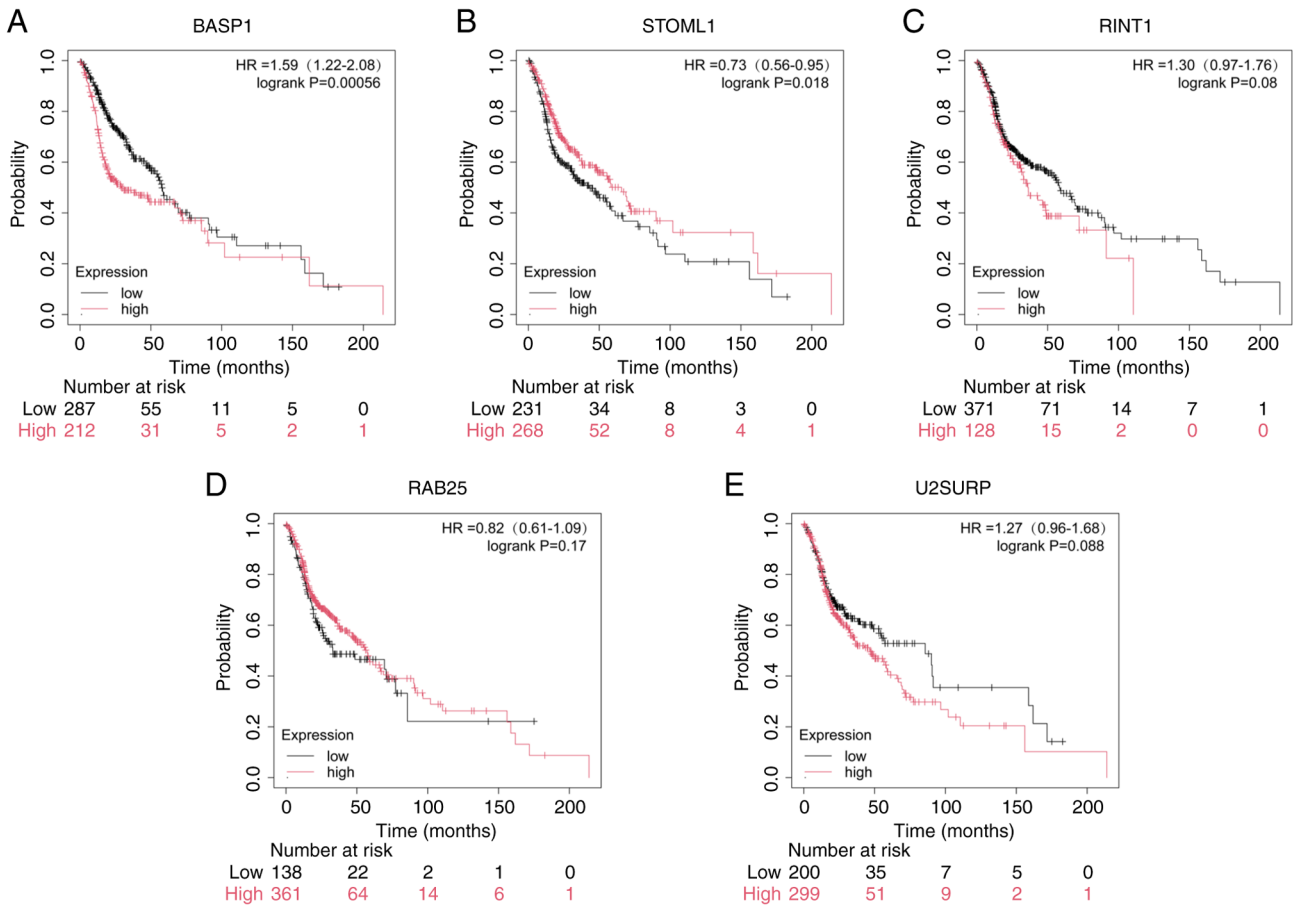 A
BASP1
HR =1.59 （1.22-2.08）
logrank P=0.00056
Probability
1.0
0.8
0.6
0.4
0.2
0.0
Expression
low
high
0 50 100 150 200
Time (months)
Number at risk
Low 287 55 11 5 0
High 212 31 5 2 1
B
STOML1
HR =0.73 （0.56-0.95）
logrank P=0.018
Probability
1.0
0.8
0.6
0.4
0.2
0.0
Expression
low
high
0 50 100 150 200
Time (months)
Number at risk
Low 231 34 8 3 0
High 268 52 8 4 1
C
RINT1
HR =1.30 （0.97-1.76）
logrank P=0.08
Probability
1.0
0.8
0.6
0.4
0.2
0.0
Expression
low
high
0 50 100 150 200
Time (months)
Number at risk
Low 371 71 14 7 1
High 128 15 2 0 0
D
RAB25
HR =0.82 （0.61-1.09）
logrank P=0.17
Probability
1.0
0.8
0.6
0.4
0.2
0.0
Expression
low
high
0 50 100 150 200
Time (months)
Number at risk
Low 138 22 2 1 0
High 361 64 14 6 1
E
U2SURP
HR =1.27 （0.96-1.68）
logrank P=0.088
Probability
1.0
0.8
0.6
0.4
0.2
0.0
Expression
low
high
0 50 100 150 200
Time (months)
Number at risk
Low 200 35 7 5 0
High 299 51 9 2 1